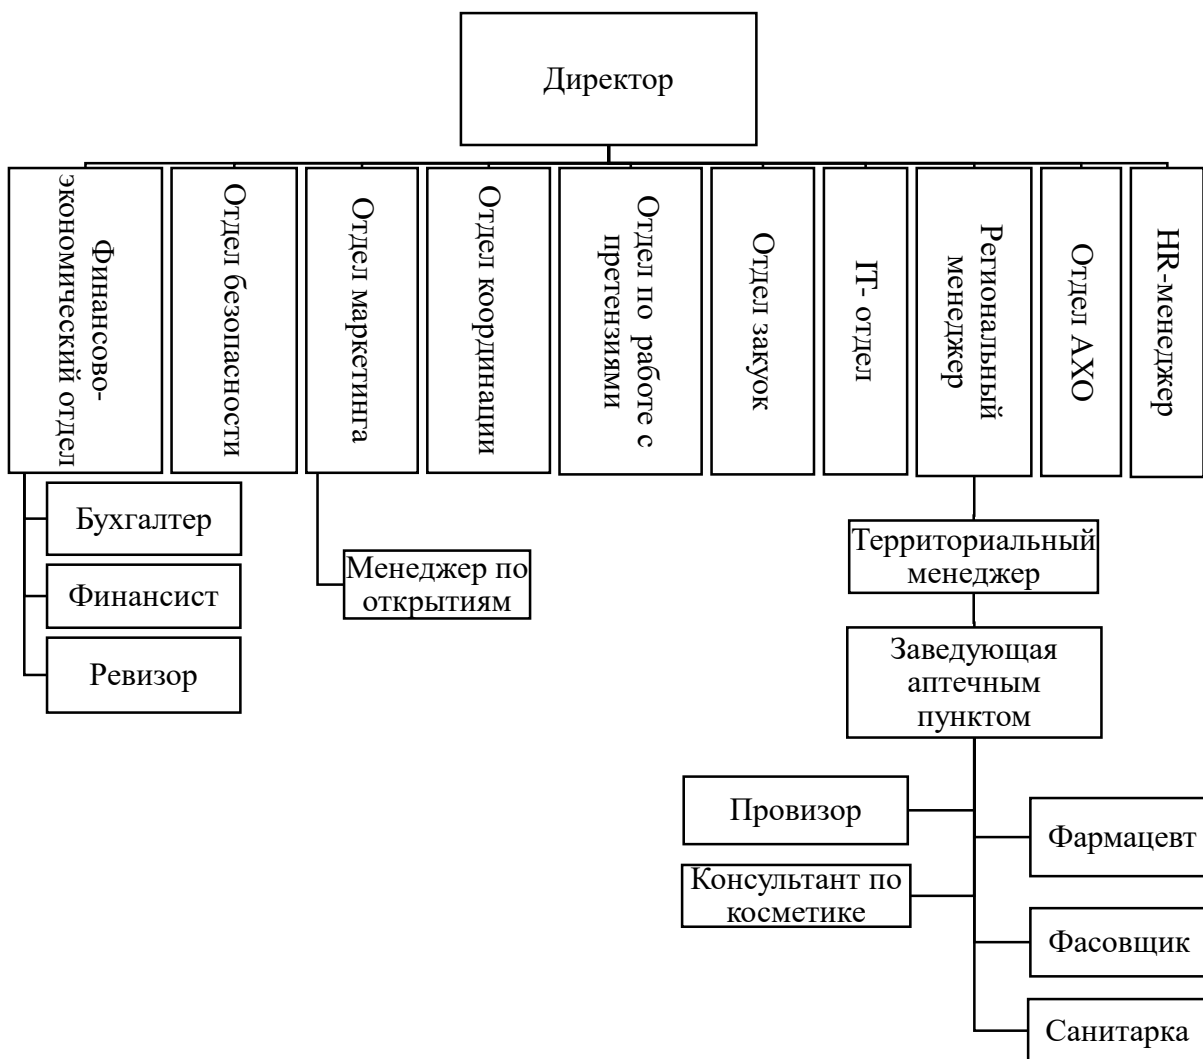 Директор
Финансово-
экономический отдел
Отдел безопасности
Отдел маркетинга
Отдел координации
Отдел по работе с
претензиями
Отдел закуок
IT- отдел
Региональный
менеджер
Отдел АХО
HR-менеджер
Бухгалтер
Финансист
Ревизор
Менеджер по
открытиям
Территориальный
менеджер
Заведующая
аптечным
пунктом
Провизор
Фармацевт
Консультант по
косметике
Фасовщик
Санитарка